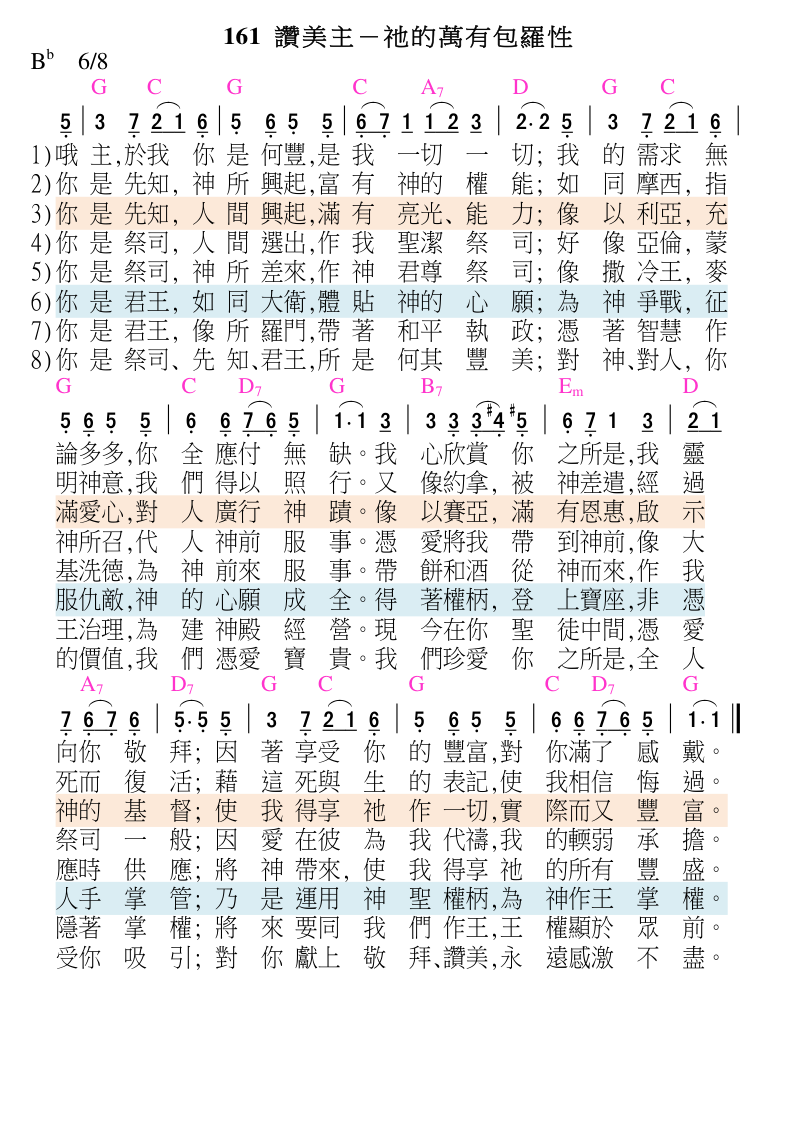 161 讚美主－祂的萬有包羅性
B♭ 6/8
G C G C A7 D G C
5 | 3 7 2 1 6 | 5 6 5 5 | 6 7 1 1 2 3 | 2·2 5 | 3 7 2 1 6 |
1)哦 主,於我 你 是 何豐,是 我 一切 一 切;我 的 需求 無
2)你 是 先知, 神 所 興起,富 有 神的 權 能;如 同 摩西, 指
3)你 是 先知, 人 間 興起,滿 有 亮光、能 力;像 以 利亞, 充
4)你 是 祭司, 人 間 選出,作 我 聖潔 祭 司;好 像 亞倫, 蒙
5)你 是 祭司, 神 所 差來,作 神 君尊 祭 司;像 撒 冷王, 麥
6)你 是 君王, 如 同 大衛,體 貼 神的 心 願;為 神 爭戰, 征
7)你 是 君王, 像 所 羅門,帶 著 和平 執 政;憑 著 智慧 作
8)你 是 祭司、先 知、君王,所 是 何其 豐 美;對 神、對人, 你
G C D7 G B7 Em D
5 6 5 5 | 6 6 7 6 5 | 1·1 3 | 3 3 3 #4 #5 | 6 7 1 3 | 2 1
論多多,你 全 應付 無 缺。我 心欣賞 你 之所是,我 靈
明神意,我 們 得以 照 行。又 像約拿, 被 神差遣,經 過
滿愛心,對 人 廣行 神 蹟。像 以賽亞, 滿 有恩惠,啟 示
神所召,代 人 神前 服 事。憑 愛將我 帶 到神前,像 大
基洗德,為 神 前來 服 事。帶 餅和酒 從 神而來,作 我
服仇敵,神 的 心願 成 全。得 著權柄, 登 上寶座,非 憑
王治理,為 建 神殿 經 營。現 今在你 聖 徒中間,憑 愛
的價值,我 們 憑愛 寶 貴。我 們珍愛 你 之所是,全 人
A7 D7 G C G C D7 G
7 6 7 6 | 5·5 5 | 3 7 2 1 6 | 5 6 5 5 | 6 6 7 6 5 | 1·1 ‖
向你 敬 拜;因 著 享受 你 的 豐富,對 你滿了 感 戴。
死而 復 活;藉 這 死與 生 的 表記,使 我相信 悔 過。
神的 基 督;使 我 得享 祂 作 一切,實 際而又 豐 富。
祭司 一 般;因 愛 在彼 為 我 代禱,我 的輭弱 承 擔。
應時 供 應;將 神 帶來, 使 我 得享 祂 的所有 豐 盛。
人手 掌 管;乃 是 運用 神 聖 權柄,為 神作王 掌 權。
隱著 掌 權;將 來 要同 我 們 作王,王 權顯於 眾 前。
受你 吸 引;對 你 獻上 敬 拜、讚美,永 遠感激 不 盡。